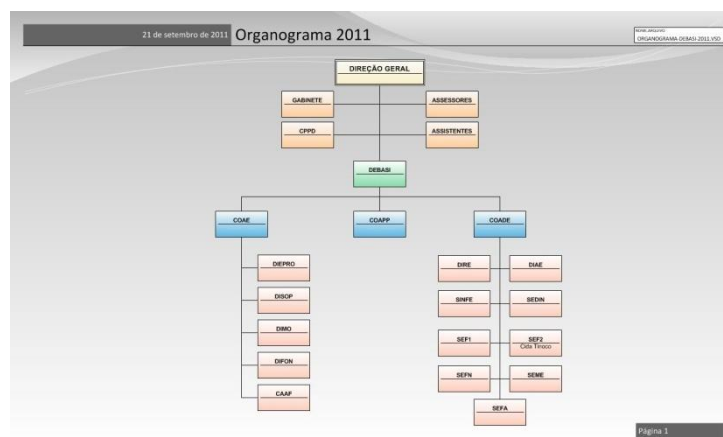 21 de setembro de 2011 Organograma 2011
ORGANOGRAMA-DEBASI-2011.VSD
DIREÇÃO GERAL
GABINETE ASSESSORES
CPPD ASSISTENTES
DEBASI
COAE COAPP COADE
DIEPRO DIRE DIAE
DISOP SINFE SEDIN
DIMO SEF1 SEF2
Cida Tinoco
DIFON SEFN SEME
CAAF SEFA
Página 1